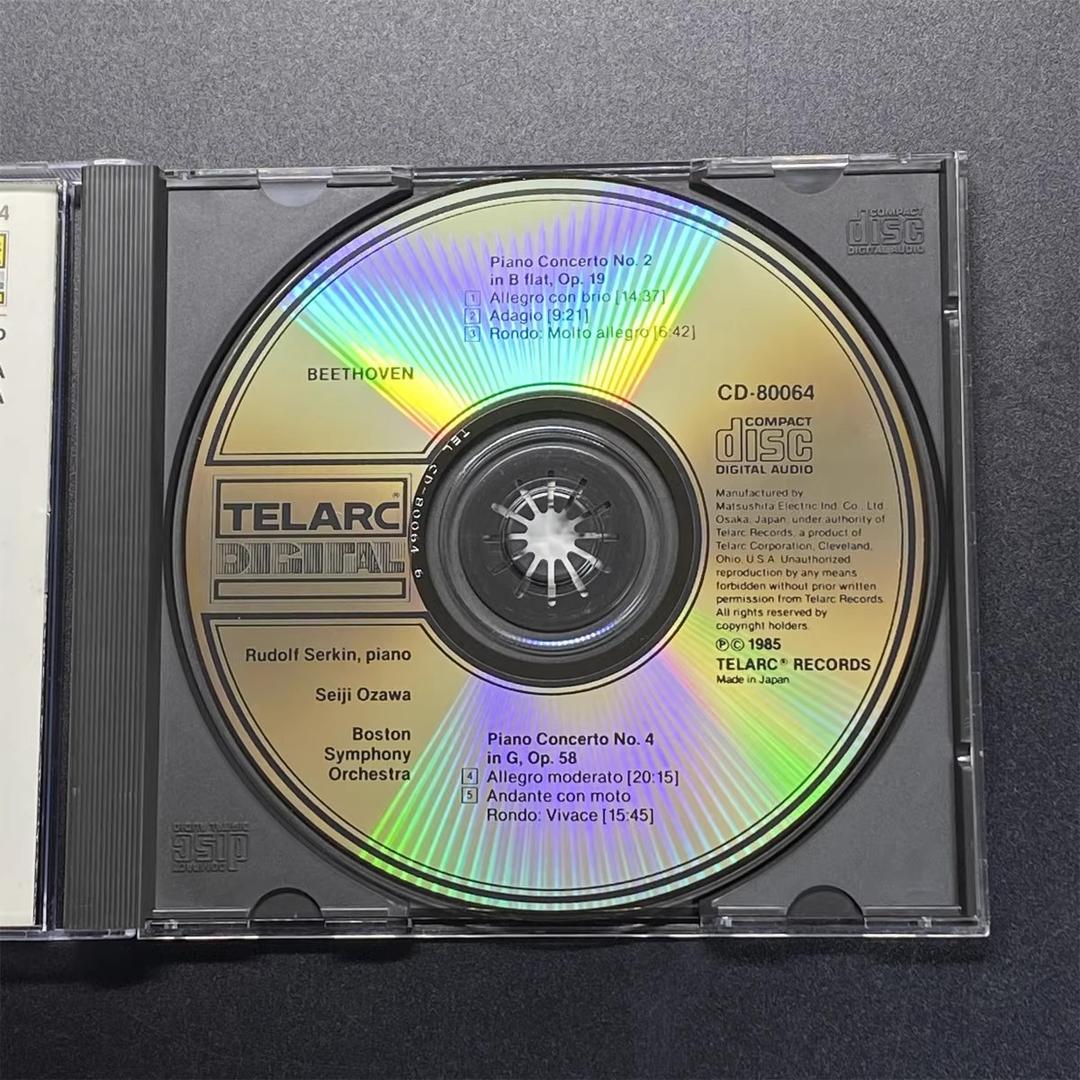 4
P
A
A
COMPACT
disc
DIGITAL AUDIO
Piano Concerto No. 2
in B flat, Op. 19
1 Allegro con brio [14:37]
2 Adagio [9:21]
3 Rondo: Molto allegro [6:42]
BEETHOVEN
TELARC®
DIGITAL
TEL CD-80064 6
CD-80064
COMPACT
disc
DIGITAL AUDIO
Manufactured by
Matsushita Electric Ind. Co., Ltd.
Osaka, Japan, under authority of
Telarc Records, a product of
Telarc Corporation, Cleveland,
Ohio, U.S.A. Unauthorized
reproduction by any means
forbidden without prior written
permission from Telarc Records.
All rights reserved by
copyright holders.
℗© 1985
TELARC® RECORDS
Made in Japan
Rudolf Serkin, piano
Seiji Ozawa
Boston
Symphony
Orchestra
Piano Concerto No. 4
in G, Op. 58
4 Allegro moderato [20:15]
5 Andante con moto
Rondo: Vivace [15:45]
COMPACT
disc